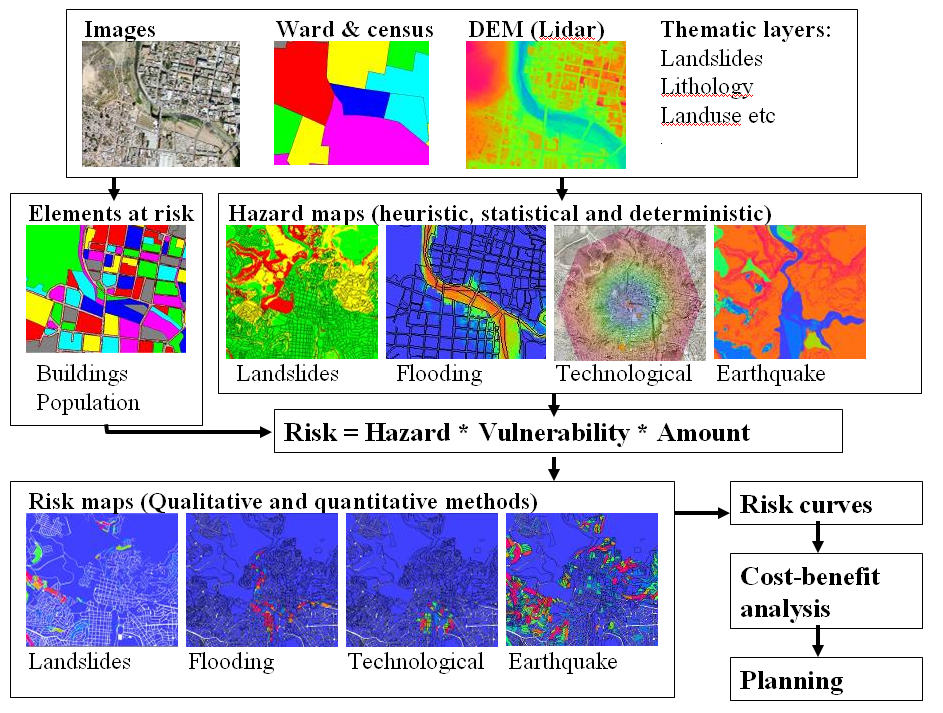 Images
Ward & census
DEM (Lidar)
Thematic layers:
Landslides
Lithology
Landuse etc
.
Elements at risk
Buildings
Population
Hazard maps (heuristic, statistical and deterministic)
Landslides
Flooding
Technological
Earthquake
Risk = Hazard * Vulnerability * Amount
Risk maps (Qualitative and quantitative methods)
Landslides
Flooding
Technological
Earthquake
Risk curves
Cost-benefit
analysis
Planning